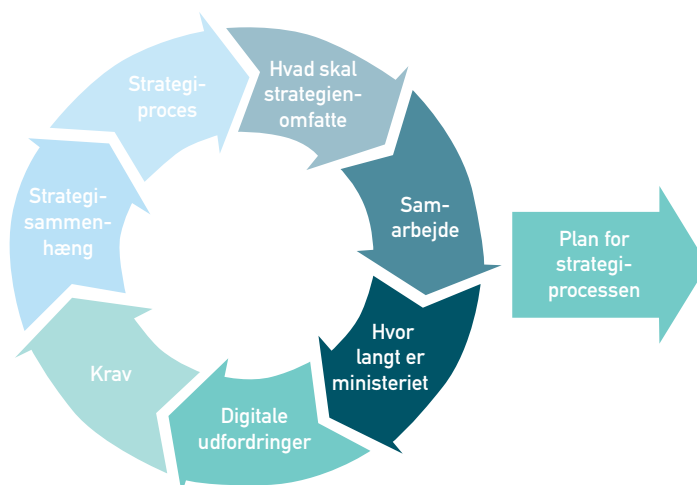 Strategi-
proces
Hvad skal
strategien-
omfatte
Sam-
arbejde
Hvor
langt er
ministeriet
Digitale
udfordringer
Krav
Strategi-
sammen-
hæng
Plan for
strategi-
processen